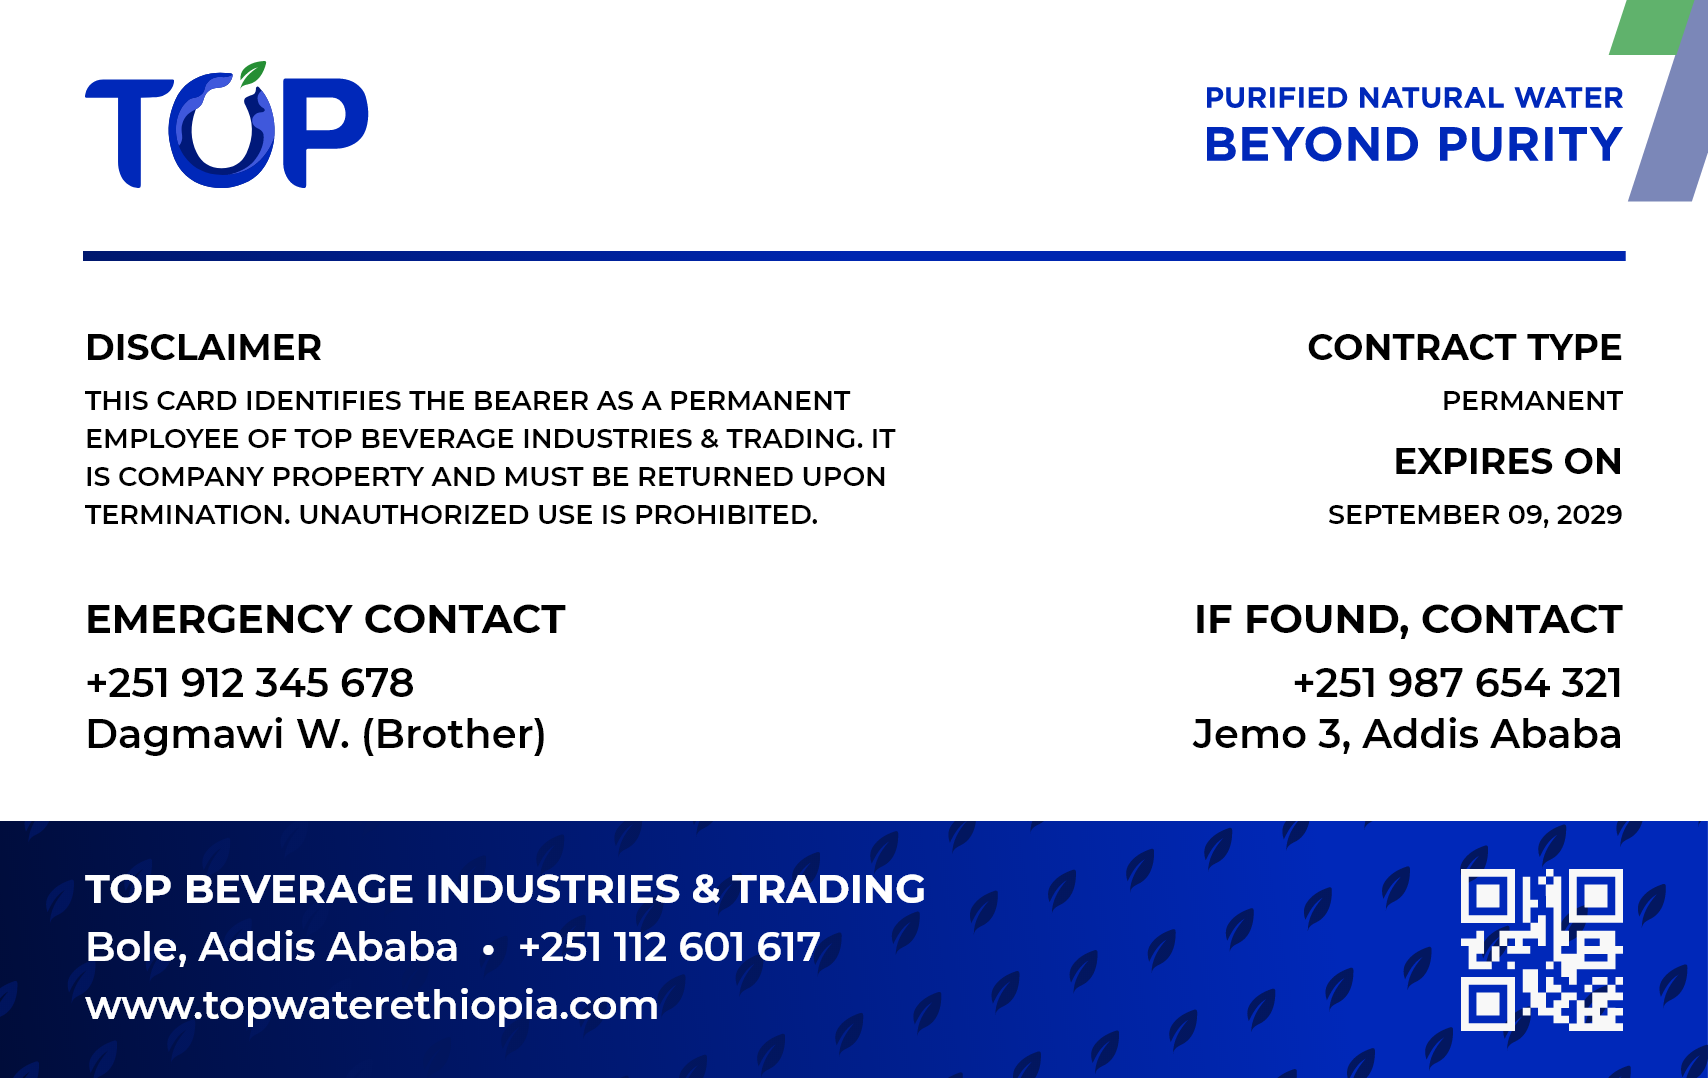 TOP
PURIFIED NATURAL WATER
BEYOND PURITY
DISCLAIMER
THIS CARD IDENTIFIES THE BEARER AS A PERMANENT
EMPLOYEE OF TOP BEVERAGE INDUSTRIES & TRADING. IT
IS COMPANY PROPERTY AND MUST BE RETURNED UPON
TERMINATION. UNAUTHORIZED USE IS PROHIBITED.
CONTRACT TYPE
PERMANENT
EXPIRES ON
SEPTEMBER 09, 2029
EMERGENCY CONTACT
+251 912 345 678
Dagmawi W. (Brother)
IF FOUND, CONTACT
+251 987 654 321
Jemo 3, Addis Ababa
TOP BEVERAGE INDUSTRIES & TRADING
Bole, Addis Ababa • +251 112 601 617
www.topwaterethiopia.com